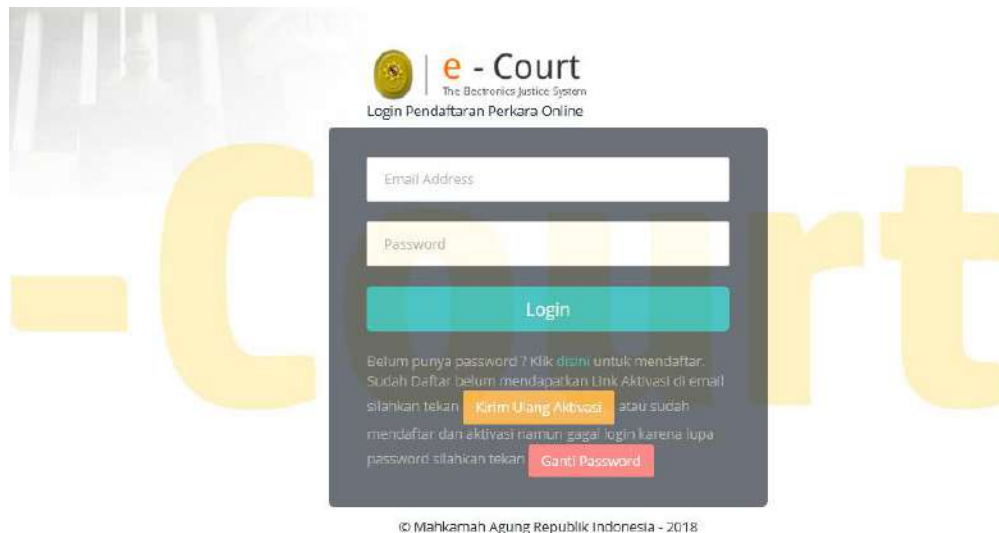 e - Court
The Electronics Justice System
Login Pendaftaran Perkara Online
Email Address
Password
Login
Belum punya password ? Klik disini untuk mendaftar.
Sudah Daftar belum mendapatkan Link Aktivasi di email
silahkan tekan Kirim Ulang Aktivasi atau sudah
mendaftar dan aktivasi namun gagal login karena lupa
password silahkan tekan Ganti Password
© Mahkamah Agung Republik Indonesia - 2018
-Court